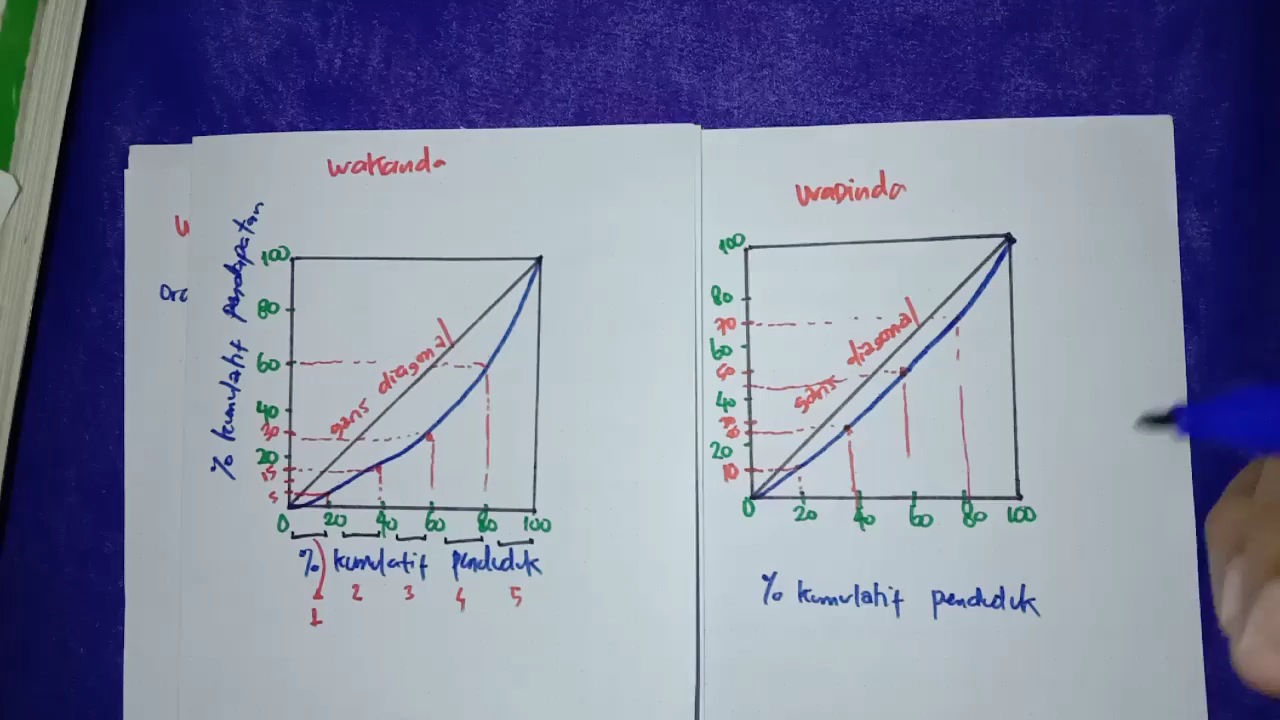 Wakanda
% kumulatif pendapatan
100
80
60
40
30
20
15
5
garis diagonal
0 20 40 60 80 100
% kumulatif penduduk
1 2 3 4 5
Wadinda
100
80
70
60
50
40
20
10
garis diagonal
0 20 40 60 80 100
% kumulatif penduduk